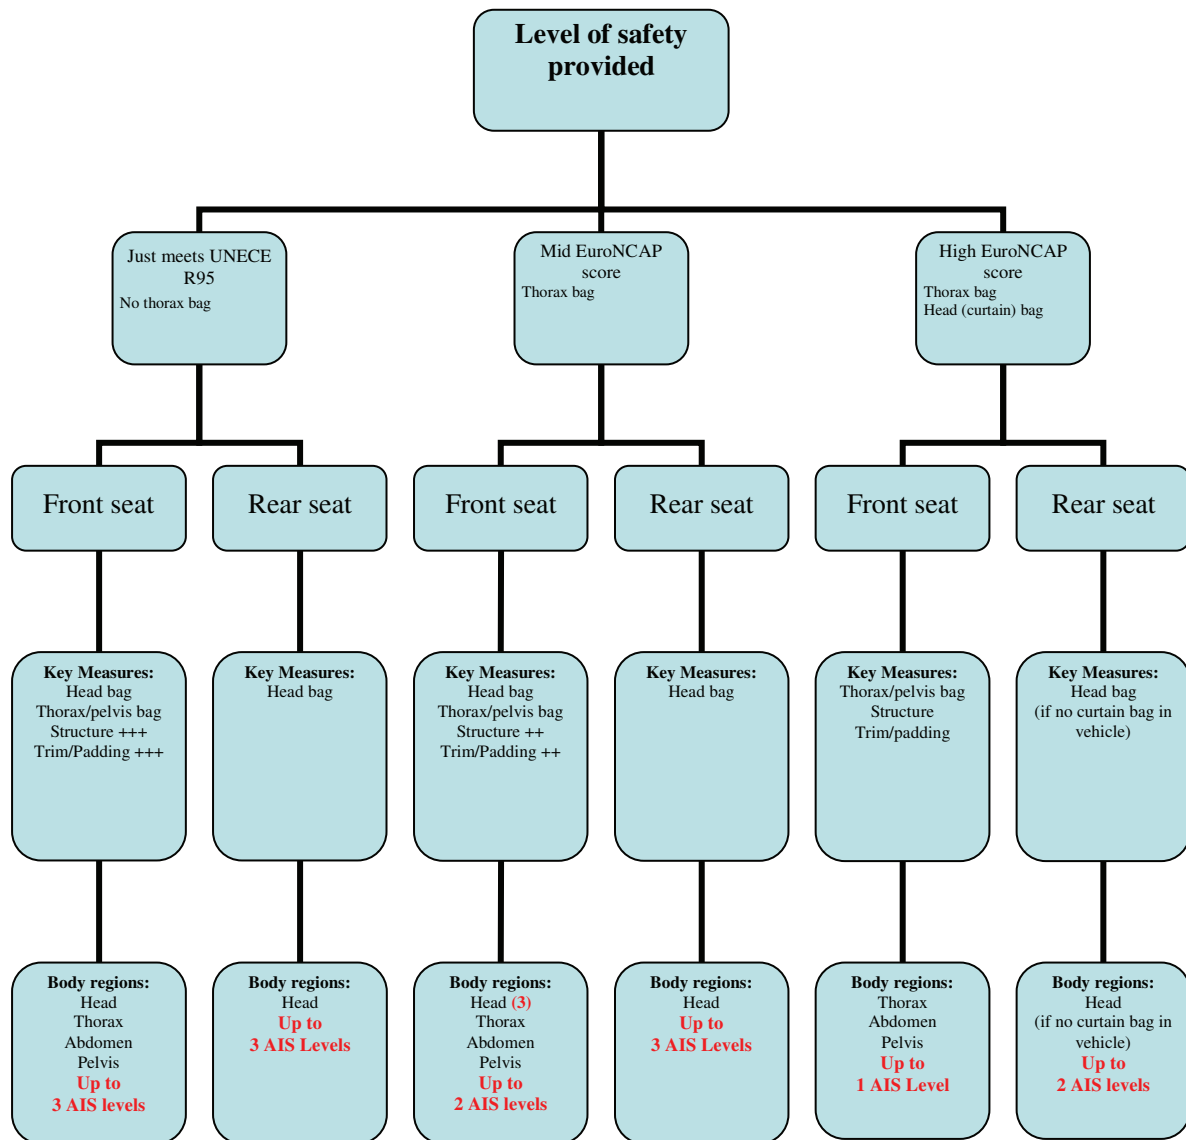 Level of safety
provided
Just meets UNECE
R95
No thorax bag
Mid EuroNCAP
score
Thorax bag
High EuroNCAP
score
Thorax bag
Head (curtain) bag
Front seat
Rear seat
Front seat
Rear seat
Front seat
Rear seat
Key Measures:
Head bag
Thorax/pelvis bag
Structure +++
Trim/Padding +++
Key Measures:
Head bag
Key Measures:
Head bag
Thorax/pelvis bag
Structure ++
Trim/Padding ++
Key Measures:
Head bag
Key Measures:
Thorax/pelvis bag
Structure
Trim/padding
Key Measures:
Head bag
(if no curtain bag in
vehicle)
Body regions:
Head
Thorax
Abdomen
Pelvis
Up to
3 AIS levels
Body regions:
Head
Up to
3 AIS Levels
Body regions:
Head (3)
Thorax
Abdomen
Pelvis
Up to
2 AIS levels
Body regions:
Head
Up to
3 AIS Levels
Body regions:
Thorax
Abdomen
Pelvis
Up to
1 AIS Level
Body regions:
Head
(if no curtain bag in
vehicle)
Up to
2 AIS levels